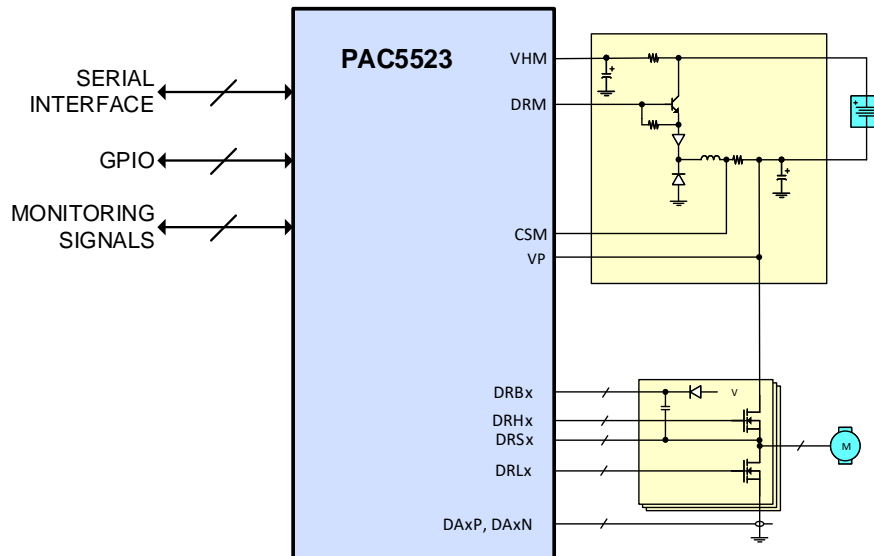 PAC5523
SERIAL
INTERFACE
GPIO
MONITORING
SIGNALS
VHM
DRM
CSM
VP
DRBx
DRHx
DRSx
DRLx
DAxP, DAxN
+
+
+
V
M